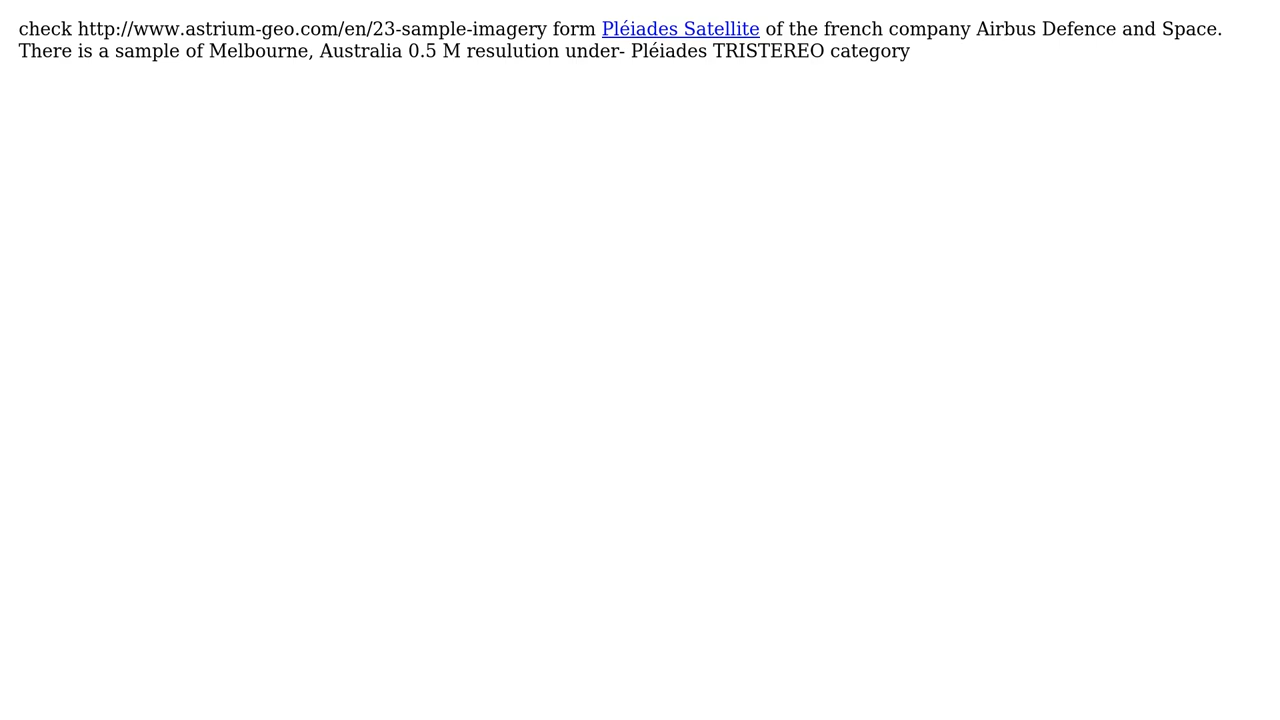 check http://www.astrium-geo.com/en/23-sample-imagery form Pléiades Satellite of the french company Airbus Defence and Space.
There is a sample of Melbourne, Australia 0.5 M resulution under- Pléiades TRISTEREO category